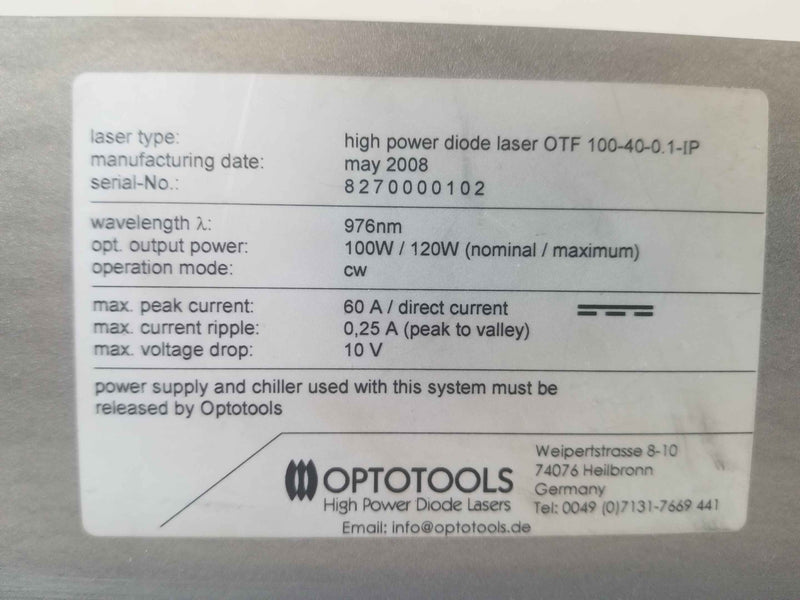 laser type: high power diode laser OTF 100-40-0.1-IP
manufacturing date: may 2008
serial-No.: 8270000102
wavelength λ: 976nm
opt. output power: 100W / 120W (nominal / maximum)
operation mode: cw
max. peak current: 60 A / direct current
max. current ripple: 0,25 A (peak to valley)
max. voltage drop: 10 V
power supply and chiller used with this system must be
released by Optotools
OPTOTOOLS
High Power Diode Lasers
Email: info@optotools.de
Weipertstrasse 8-10
74076 Heilbronn
Germany
Tel: 0049 (0)7131-7669 441